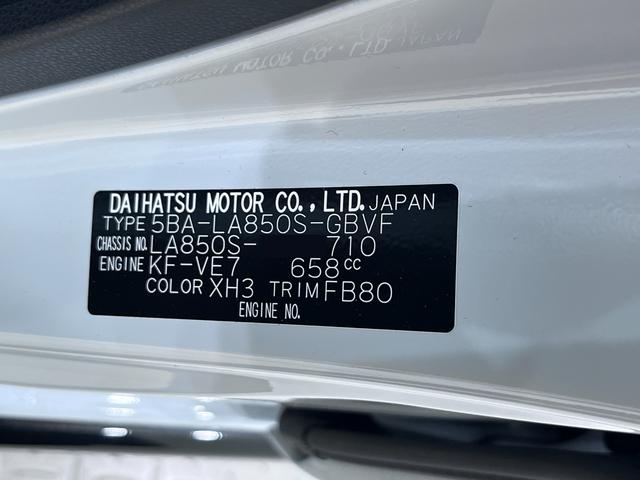 DAIHATSU MOTOR CO., LTD. JAPAN
TYPE 5BA-LA850S-GBVF
CHASSIS NO. LA850S- 710
ENGINE KF-VE7 658cc
COLOR XH3 TRIM FB80
ENGINE NO.